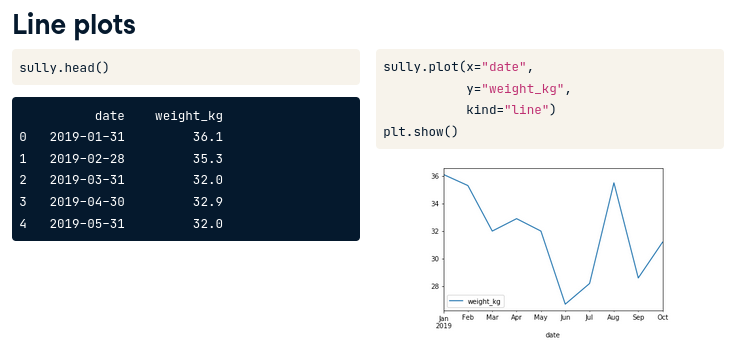 Line plots
sully.head()
date weight_kg
0 2019-01-31 36.1
1 2019-02-28 35.3
2 2019-03-31 32.0
3 2019-04-30 32.9
4 2019-05-31 32.0
sully.plot(x="date",
y="weight_kg",
kind="line")
plt.show()
36
34
32
30
28
weight_kg
Jan Feb Mar Apr May Jun Jul Aug Sep Oct
2019
date